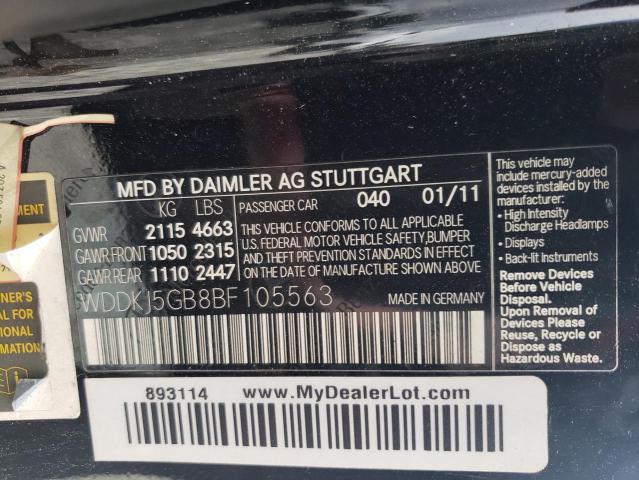 MFD BY DAIMLER AG STUTTGART
KG LBS
GVWR 2115 4663
GAWR FRONT 1050 2315
GAWR REAR 1110 2447
PASSENGER CAR 040 01/11
THIS VEHICLE CONFORMS TO ALL APPLICABLE
U.S. FEDERAL MOTOR VEHICLE SAFETY, BUMPER
AND THEFT PREVENTION STANDARDS IN EFFECT
ON THE DATE OF MANUFACTURE SHOWN ABOVE.
WDDKJ5GB8BF105563
MADE IN GERMANY
This vehicle may
include mercury-added
devices installed by the
manufacturer:
• High Intensity
Discharge Headlamps
• Displays
• Back-lit Instruments
Remove Devices
Before Vehicle
Disposal.
Upon Removal of
Devices Please
Reuse, Recycle or
Dispose as
Hazardous Waste.
893114 www.MyDealerLot.com